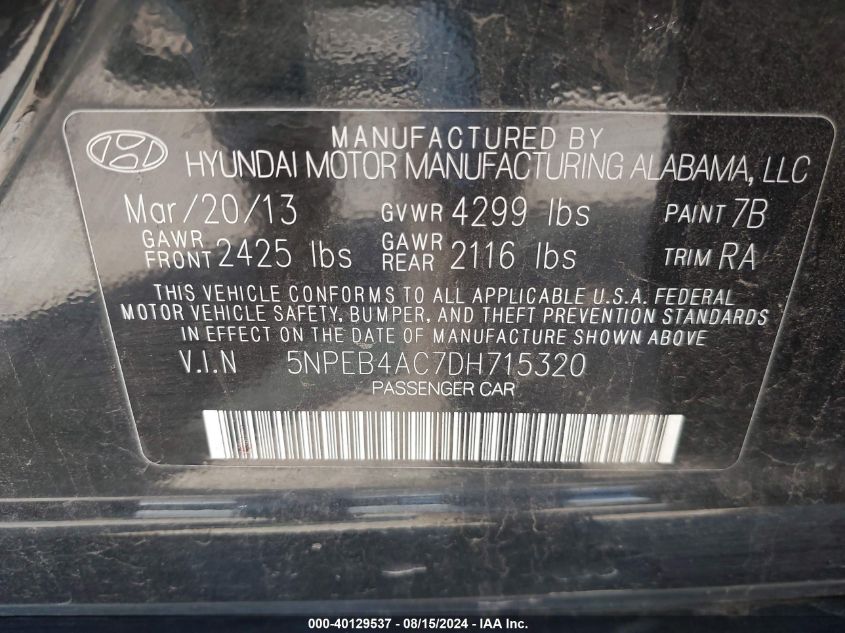 MANUFACTURED BY
HYUNDAI MOTOR MANUFACTURING ALABAMA, LLC
Mar/20/13 GVWR 4299 lbs PAINT 7B
GAWR FRONT 2425 lbs GAWR REAR 2116 lbs TRIM RA
THIS VEHICLE CONFORMS TO ALL APPLICABLE U.S.A. FEDERAL
MOTOR VEHICLE SAFETY, BUMPER, AND THEFT PREVENTION STANDARDS
IN EFFECT ON THE DATE OF MANUFACTURE SHOWN ABOVE
V.I.N 5NPEB4AC7DH715320
PASSENGER CAR
000-40129537 - 08/15/2024 - IAA Inc.